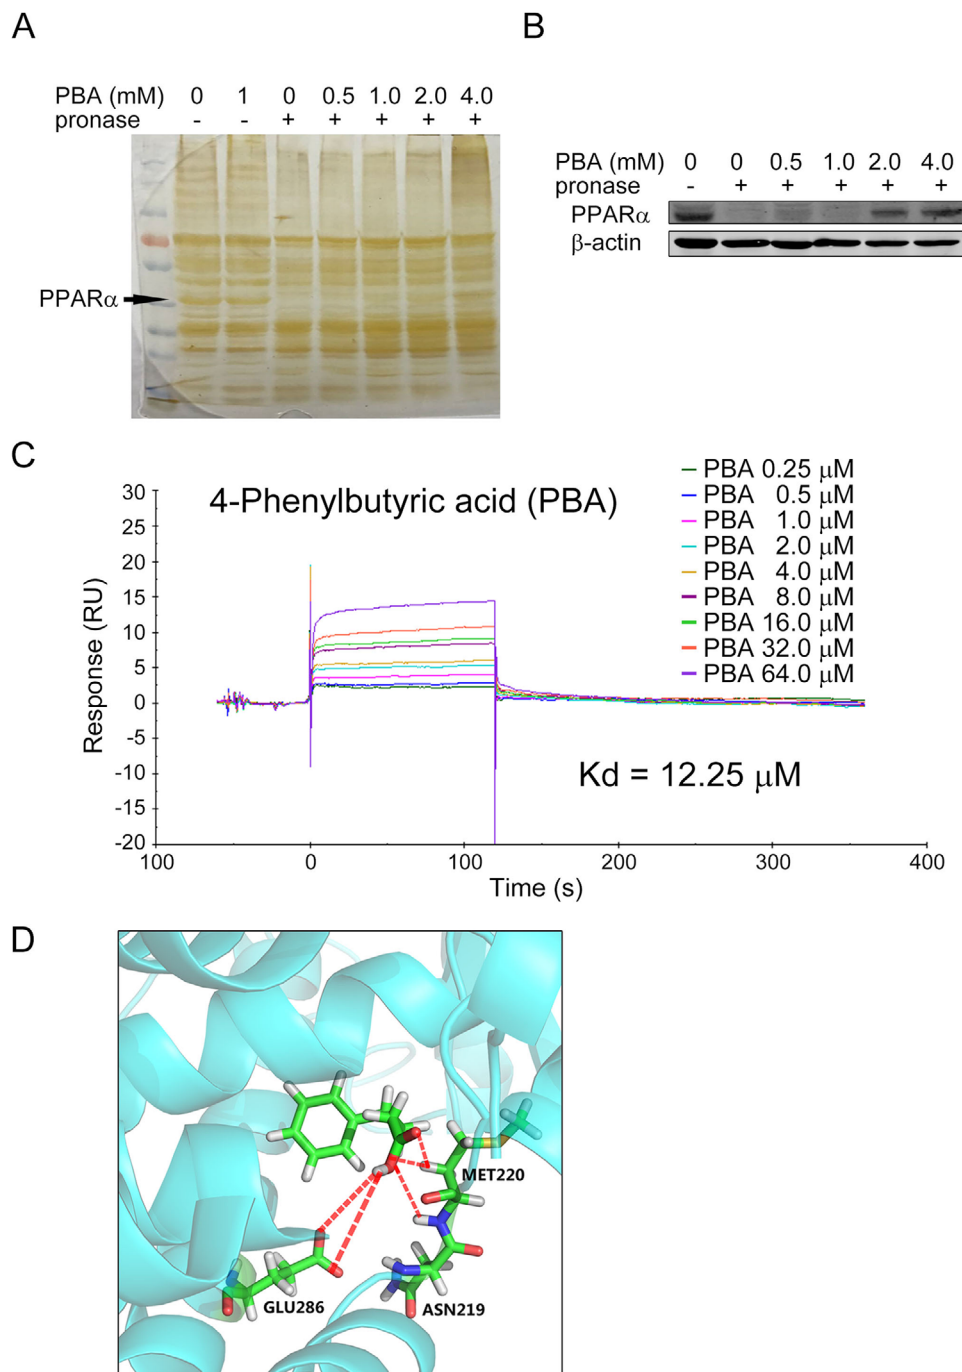 A
PBA (mM) 0 1 0 0.5 1.0 2.0 4.0
pronase - - + + + + +
PPARα
B
PBA (mM) 0 0 0.5 1.0 2.0 4.0
pronase - + + + + +
PPARα
β-actin
C
4-Phenylbutyric acid (PBA)
PBA 0.25 μM
PBA 0.5 μM
PBA 1.0 μM
PBA 2.0 μM
PBA 4.0 μM
PBA 8.0 μM
PBA 16.0 μM
PBA 32.0 μM
PBA 64.0 μM
Response (RU)
30
25
20
15
10
5
0
-5
-10
-15
-20
Kd = 12.25 μM
100 0 100 200 300 400
Time (s)
D
MET220
GLU286
ASN219